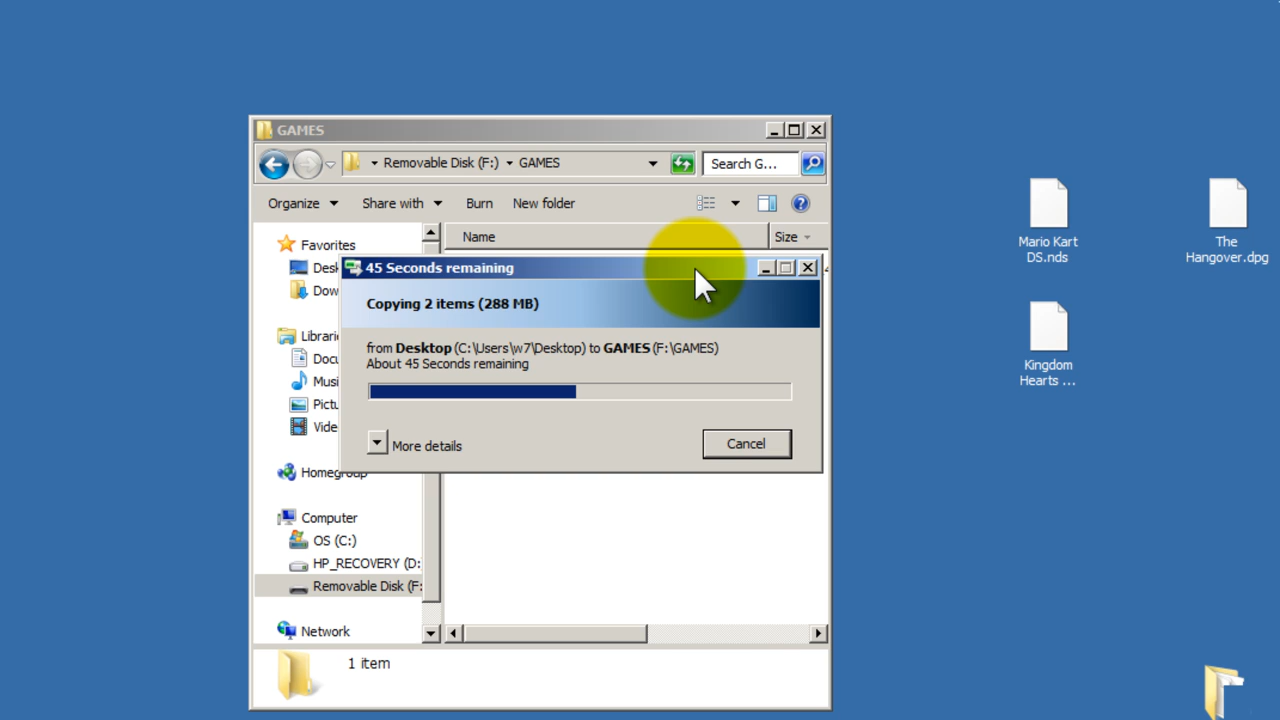 GAMES
Removable Disk (F:) GAMES
Search G...
Organize Share with Burn New folder
Favorites
Desk
Dow
Librari
Docu
Musi
Pictu
Vide
Homegroup
Computer
OS (C:)
HP_RECOVERY (D:
Removable Disk (F:
Network
Name Size
45 Seconds remaining
Copying 2 items (288 MB)
from Desktop (C:\Users\w7\Desktop) to GAMES (F:\GAMES)
About 45 Seconds remaining
More details
Cancel
1 item
Mario Kart
DS.nds
The
Hangover.dpg
Kingdom
Hearts ...